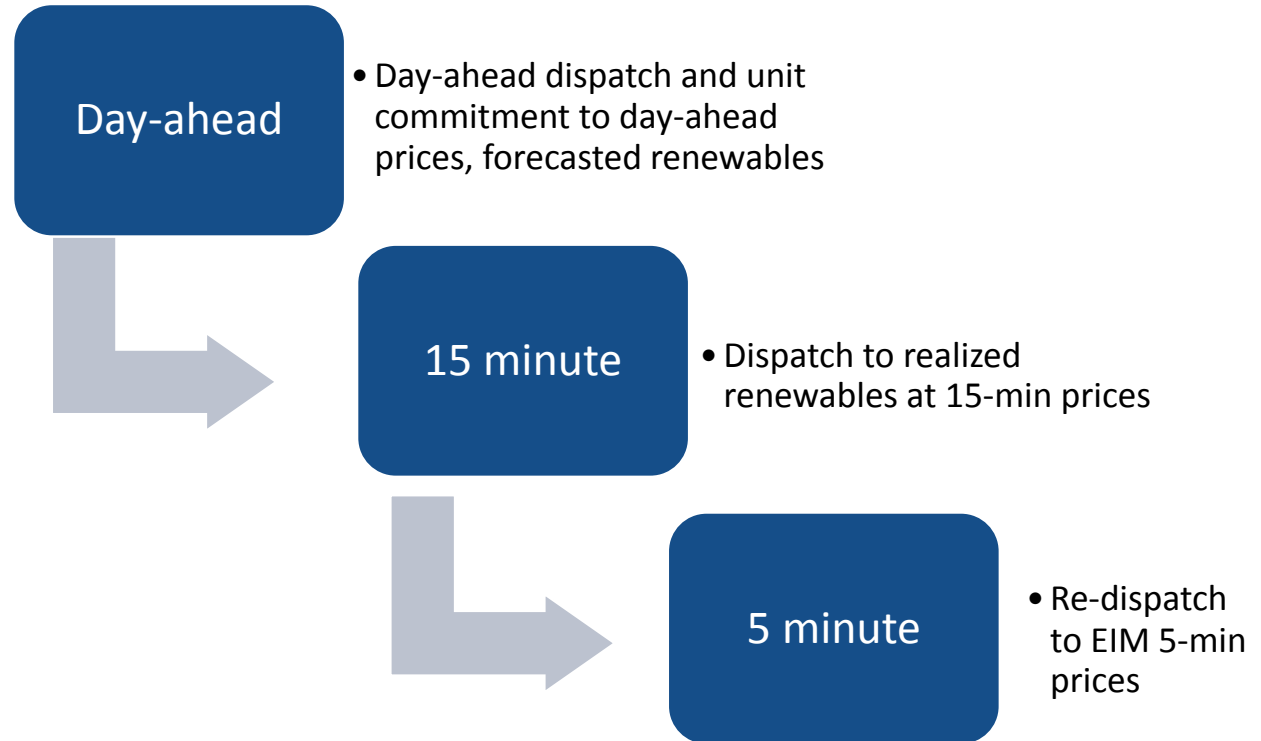 Day-ahead
• Day-ahead dispatch and unit
commitment to day-ahead
prices, forecasted renewables
15 minute
• Dispatch to realized
renewables at 15-min prices
5 minute
• Re-dispatch
to EIM 5-min
prices